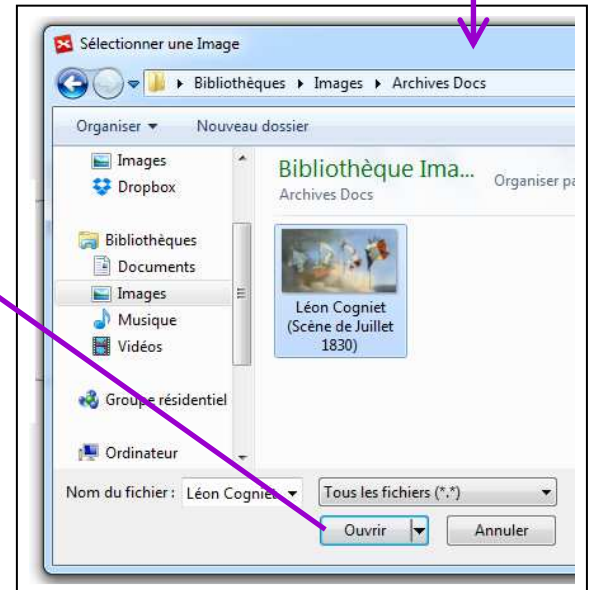 Sélectionner une Image
Bibliothèques Images Archives Docs
Organiser Nouveau dossier
Images
Dropbox
Bibliothèques
Documents
Images
Musique
Vidéos
Groupe résidentiel
Ordinateur
Bibliothèque Ima...
Archives Docs
Organiser pa
Léon Cogniet
(Scène de Juillet
1830)
Nom du fichier : Léon Cogniet Tous les fichiers (*.*)
Ouvrir Annuler